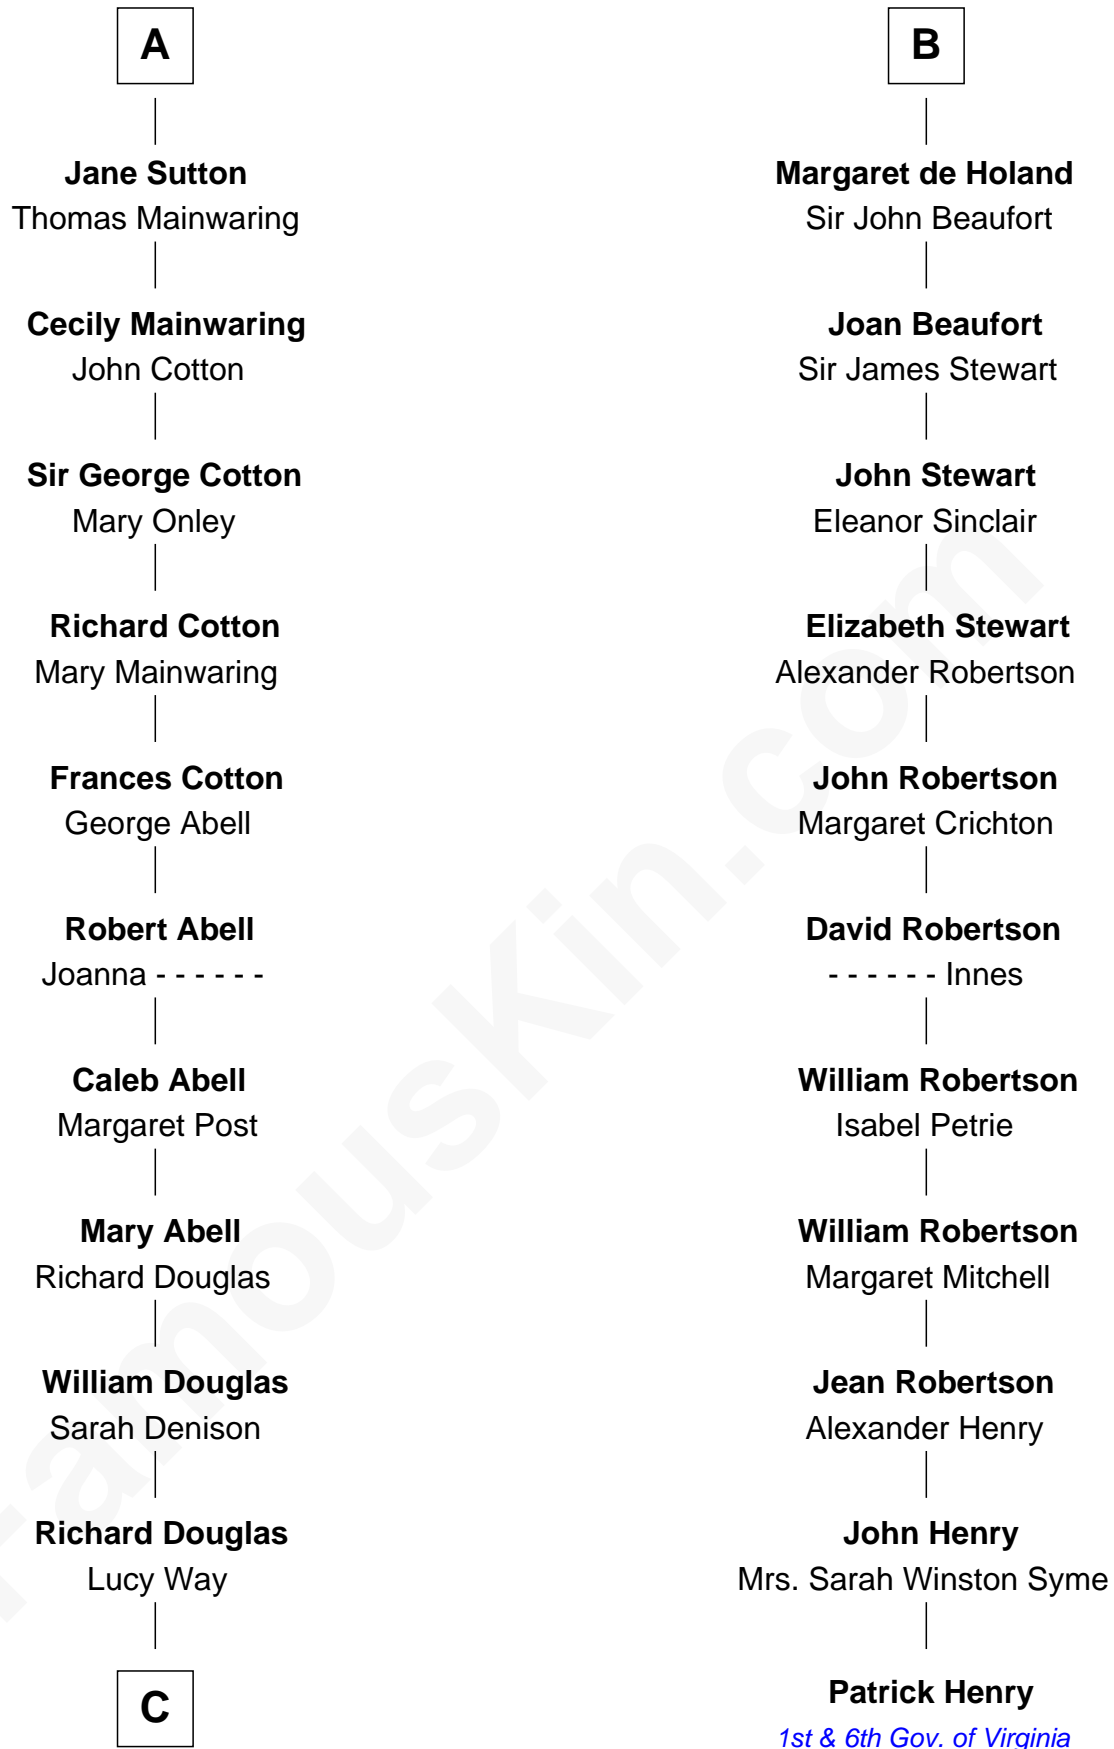 A
Jane Sutton
Thomas Mainwaring
Cecily Mainwaring
John Cotton
Sir George Cotton
Mary Onley
Richard Cotton
Mary Mainwaring
Frances Cotton
George Abell
Robert Abell
Joanna - - - - - -
Caleb Abell
Margaret Post
Mary Abell
Richard Douglas
William Douglas
Sarah Denison
Richard Douglas
Lucy Way
C
B
Margaret de Holand
Sir John Beaufort
Joan Beaufort
Sir James Stewart
John Stewart
Eleanor Sinclair
Elizabeth Stewart
Alexander Robertson
John Robertson
Margaret Crichton
David Robertson
- - - - - - Innes
William Robertson
Isabel Petrie
William Robertson
Margaret Mitchell
Jean Robertson
Alexander Henry
John Henry
Mrs. Sarah Winston Syme
Patrick Henry
1st & 6th Gov. of Virginia
FamousKin.com